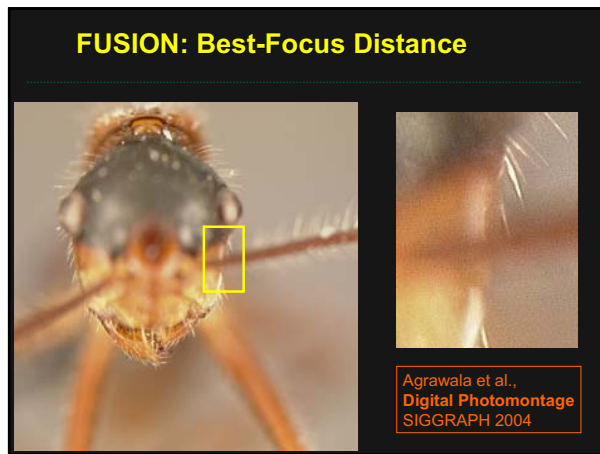 FUSION: Best-Focus Distance
Agrawala et al.,
Digital Photomontage
SIGGRAPH 2004